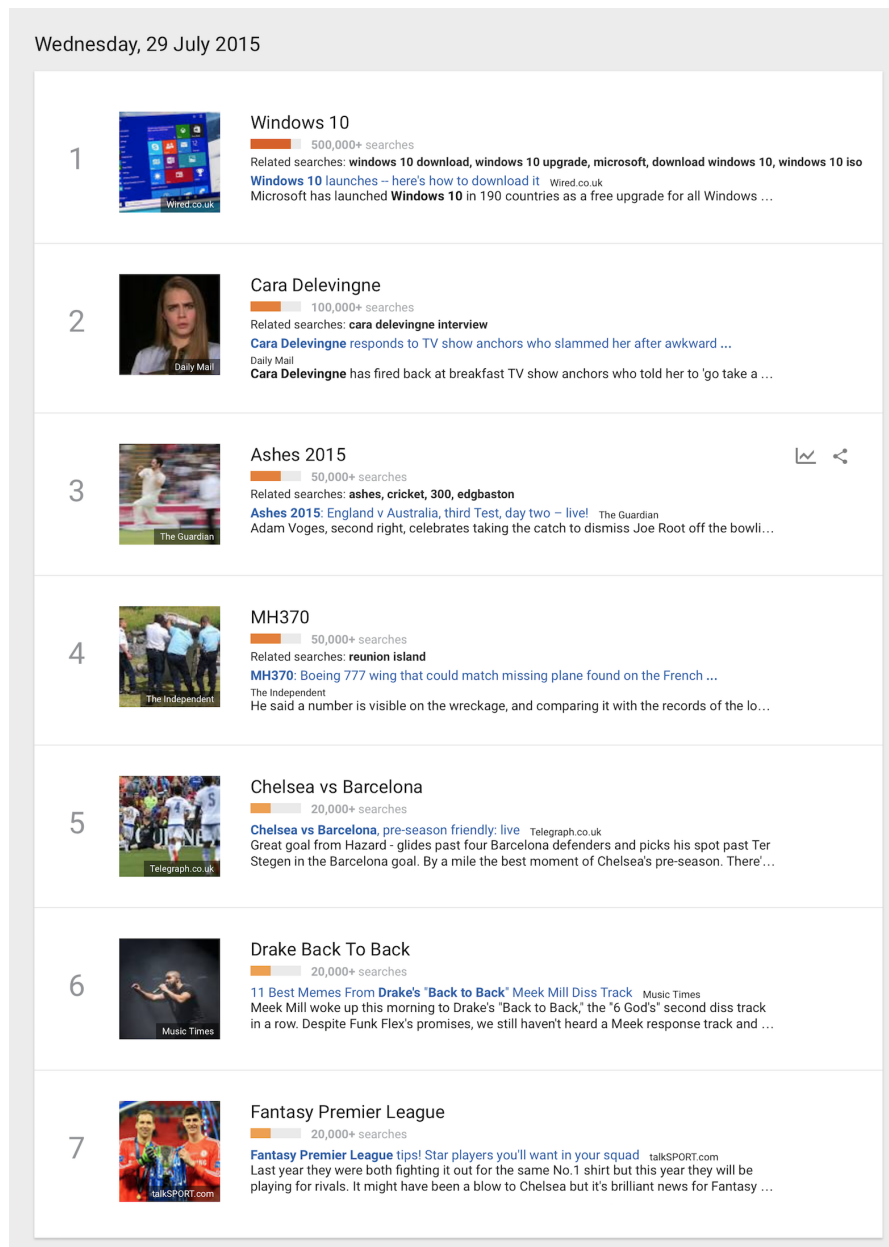 Wednesday, 29 July 2015
1
Wired.co.uk
Windows 10
500,000+ searches
Related searches: windows 10 download, windows 10 upgrade, microsoft, download windows 10, windows 10 iso
Windows 10 launches -- here's how to download it Wired.co.uk
Microsoft has launched Windows 10 in 190 countries as a free upgrade for all Windows ...
2
Daily Mail
Cara Delevingne
100,000+ searches
Related searches: cara delevingne interview
Cara Delevingne responds to TV show anchors who slammed her after awkward ...
Daily Mail
Cara Delevingne has fired back at breakfast TV show anchors who told her to 'go take a ...
3
The Guardian
Ashes 2015
50,000+ searches
Related searches: ashes, cricket, 300, edgbaston
Ashes 2015: England v Australia, third Test, day two – live! The Guardian
Adam Voges, second right, celebrates taking the catch to dismiss Joe Root off the bowli...
4
The Independent
MH370
50,000+ searches
Related searches: reunion island
MH370: Boeing 777 wing that could match missing plane found on the French ...
The Independent
He said a number is visible on the wreckage, and comparing it with the records of the lo...
5
Telegraph.co.uk
Chelsea vs Barcelona
20,000+ searches
Chelsea vs Barcelona, pre-season friendly: live Telegraph.co.uk
Great goal from Hazard - glides past four Barcelona defenders and picks his spot past Ter
Stegen in the Barcelona goal. By a mile the best moment of Chelsea's pre-season. There'...
6
Music Times
Drake Back To Back
20,000+ searches
11 Best Memes From Drake's "Back to Back" Meek Mill Diss Track Music Times
Meek Mill woke up this morning to Drake's "Back to Back," the "6 God's" second diss track
in a row. Despite Funk Flex's promises, we still haven't heard a Meek response track and ...
7
talkSPORT.com
Fantasy Premier League
20,000+ searches
Fantasy Premier League tips! Star players you'll want in your squad talkSPORT.com
Last year they were both fighting it out for the same No.1 shirt but this year they will be
playing for rivals. It might have been a blow to Chelsea but it's brilliant news for Fantasy ...